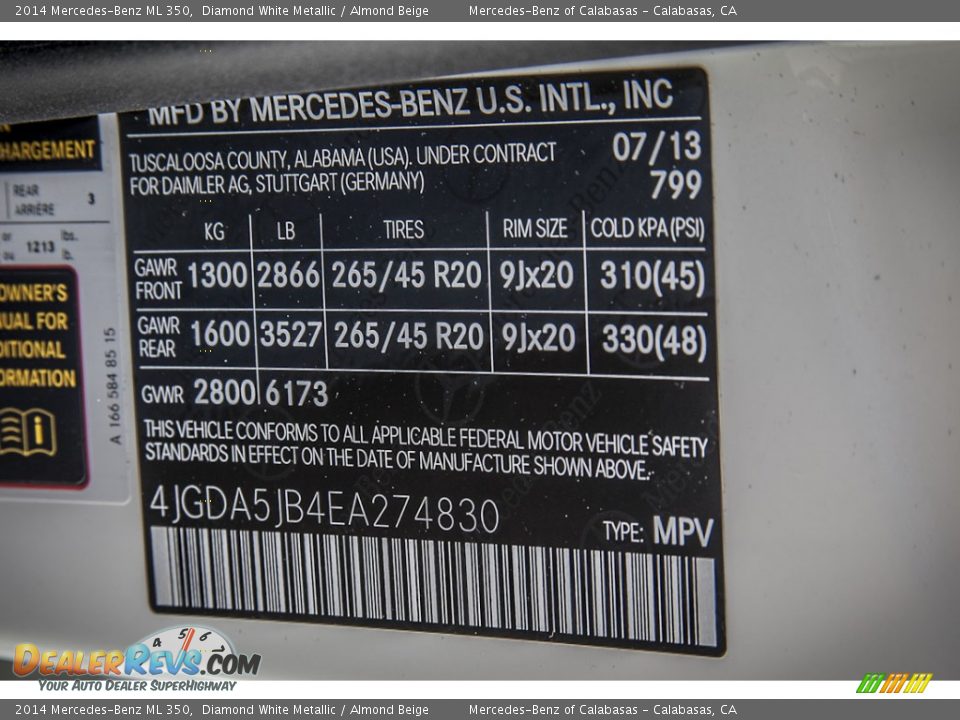 2014 Mercedes-Benz ML 350, Diamond White Metallic / Almond Beige Mercedes-Benz of Calabasas - Calabasas, CA
MFD BY MERCEDES-BENZ U.S. INTL., INC
TUSCALOOSA COUNTY, ALABAMA (USA). UNDER CONTRACT
FOR DAIMLER AG, STUTTGART (GERMANY)
07/13
799
KG LB TIRES RIM SIZE COLD KPA (PSI)
GAWR FRONT 1300 2866 265/45 R20 9Jx20 310(45)
GAWR REAR 1600 3527 265/45 R20 9Jx20 330(48)
GVWR 2800 6173
THIS VEHICLE CONFORMS TO ALL APPLICABLE FEDERAL MOTOR VEHICLE SAFETY
STANDARDS IN EFFECT ON THE DATE OF MANUFACTURE SHOWN ABOVE.
4JGDA5JB4EA274830
TYPE: MPV
HARGEMENT
REAR
ARRIÈRE 3
or 1213 lbs.
ou lb.
OWNER'S
UAL FOR
DITIONAL
ORMATION
A 166 584 85 15
4 5 6
DEALERREVS.COM
YOUR AUTO DEALER SUPERHIGHWAY
2014 Mercedes-Benz ML 350, Diamond White Metallic / Almond Beige Mercedes-Benz of Calabasas - Calabasas, CA